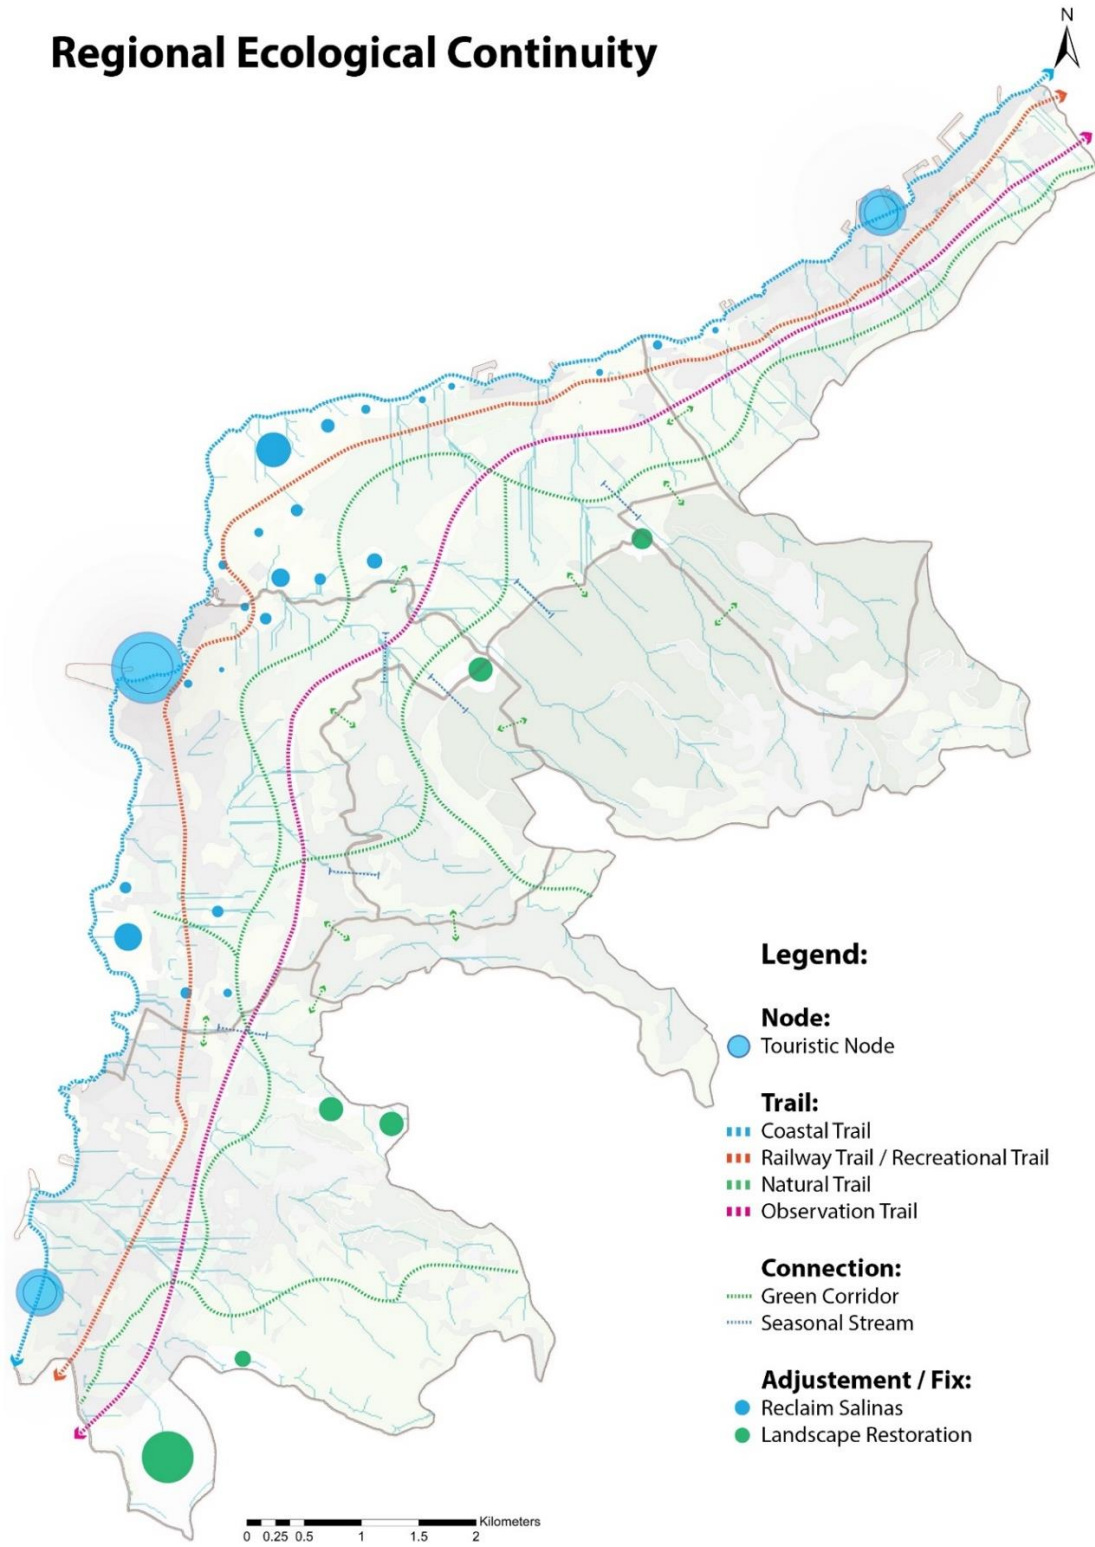 N
Regional Ecological Continuity
Legend:
Node:
Touristic Node
Trail:
Coastal Trail
Railway Trail / Recreational Trail
Natural Trail
Observation Trail
Connection:
Green Corridor
Seasonal Stream
Adjustement / Fix:
Reclaim Salinas
Landscape Restoration
Kilometers
0 0.25 0.5 1 1.5 2